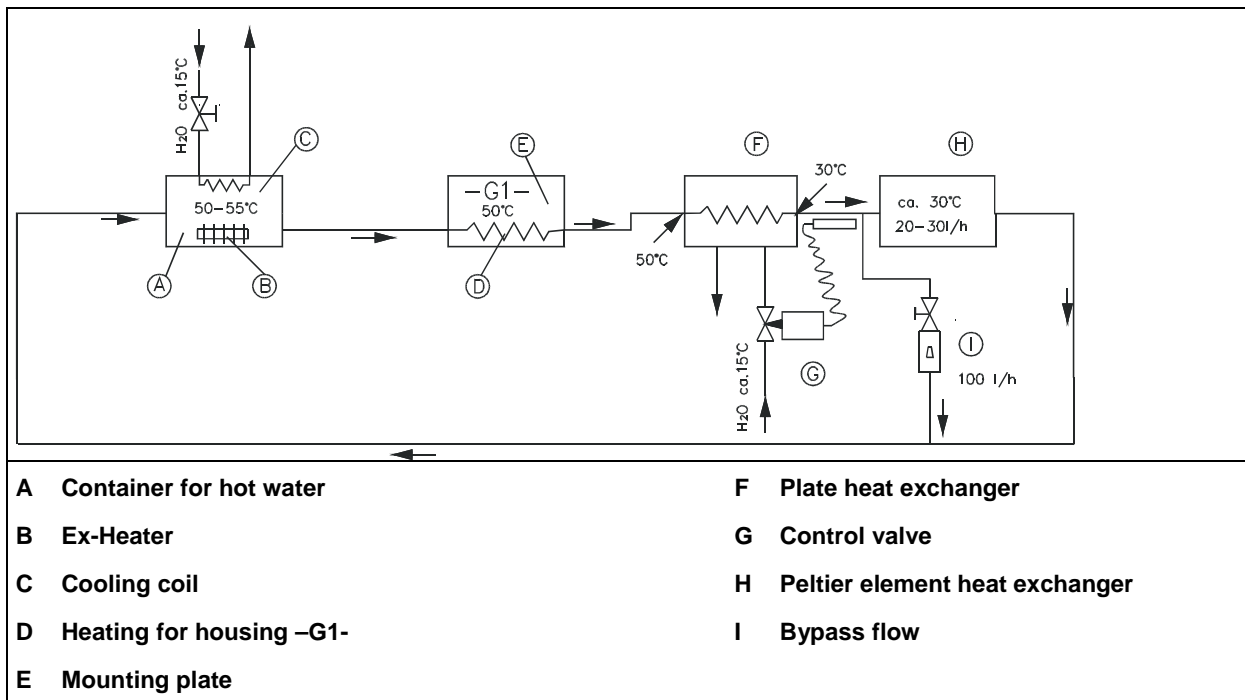 H2O ca.15°C
C
E
F
H
–G1–
50–55°C
50°C
30°C
ca. 30°C
20–30l/h
50°C
A
B
D
G
I
100 l/h
H2O ca.15°C
A Container for hot water
B Ex-Heater
C Cooling coil
D Heating for housing –G1-
E Mounting plate
F Plate heat exchanger
G Control valve
H Peltier element heat exchanger
I Bypass flow